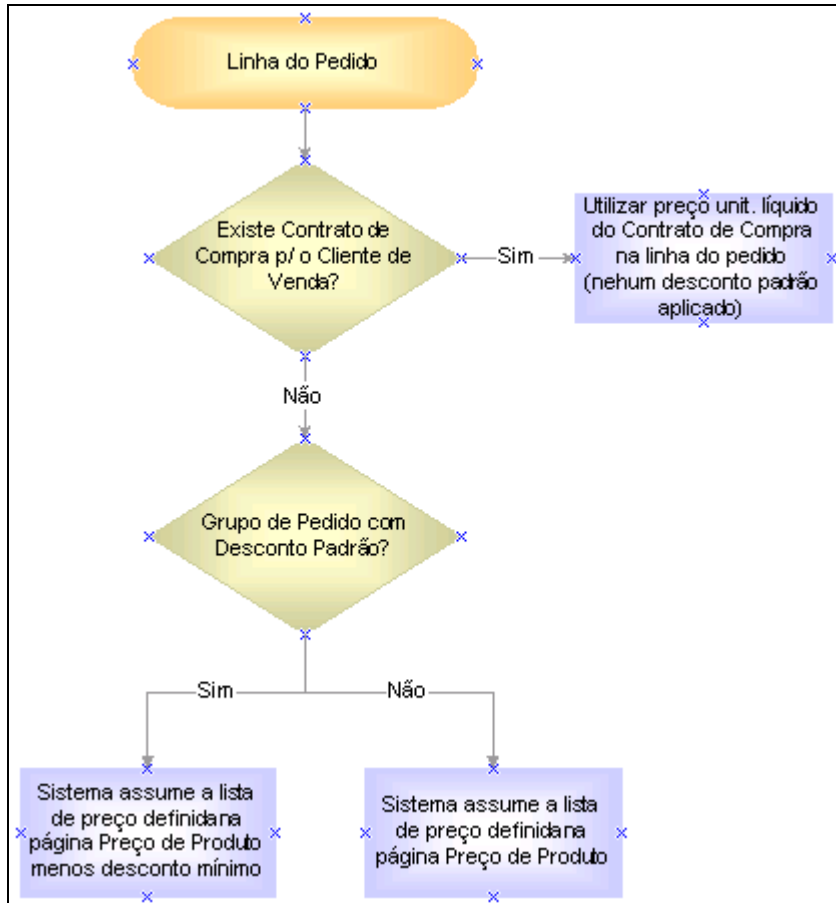 Linha do Pedido
Existe Contrato de
Compra p/ o Cliente de
Venda?
Sim
Utilizar preço unit. líquido
do Contrato de Compra
na linha do pedido
(nehum desconto padrão
aplicado)
Não
Grupo de Pedido com
Desconto Padrão?
Sim
Não
Sistema assume a lista
de preço definidana
página Preço de Produto
menos desconto mínimo
Sistema assume a lista
de preço definidana
página Preço de Produto